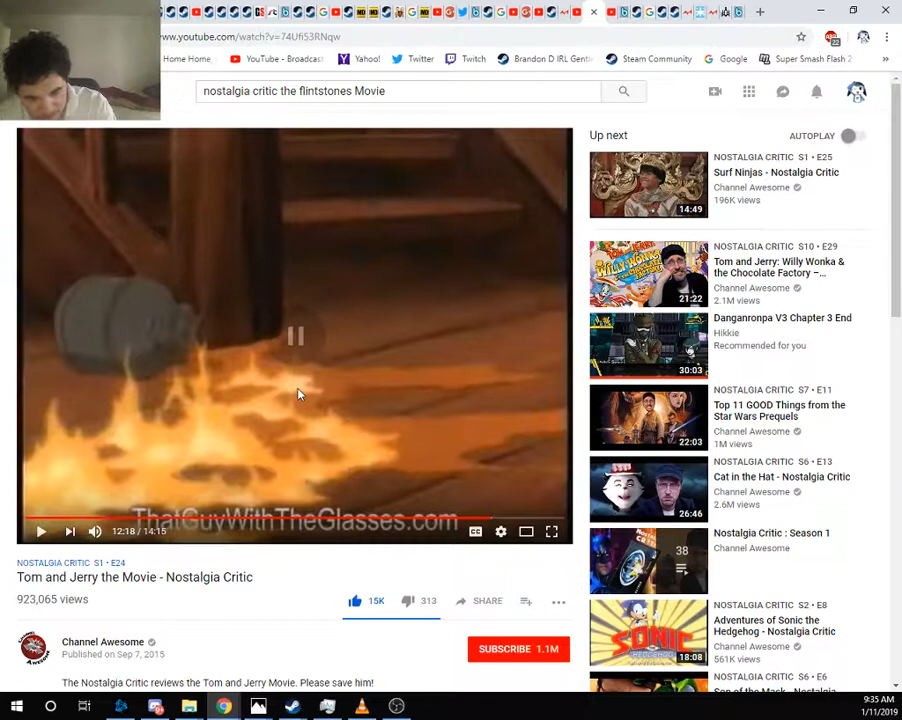 .youtube.com/watch?v=74Ufi53RNqw
Home Home.
YouTube - Broadcast
Yahoo!
Twitter
Twitch
Brandon D IRL Genti
Steam Community
Google
Super Smash Flash 2
nostalgia critic the flintstones Movie
Up next
AUTOPLAY
NOSTALGIA CRITIC S1 • E25
Surf Ninjas - Nostalgia Critic
Channel Awesome
196K views
14:49
NOSTALGIA CRITIC S10 • E29
Tom and Jerry: Willy Wonka &
the Chocolate Factory –...
Channel Awesome
2.1M views
21:22
Danganronpa V3 Chapter 3 End
Hikkie
Recommended for you
30:03
NOSTALGIA CRITIC S7 • E11
Top 11 GOOD Things from the
Star Wars Prequels
Channel Awesome
1M views
22:03
NOSTALGIA CRITIC S6 • E13
Cat in the Hat - Nostalgia Critic
Channel Awesome
2.6M views
26:46
Nostalgia Critic : Season 1
Channel Awesome
38
NOSTALGIA CRITIC S2 • E8
Adventures of Sonic the
Hedgehog - Nostalgia Critic
Channel Awesome
561K views
SONIC
18:08
NOSTALGIA CRITIC S6 • E6
ThatGuyWithTheGlasses.com
12:18 / 14:15
NOSTALGIA CRITIC S1 • E24
Tom and Jerry the Movie - Nostalgia Critic
923,065 views
15K
313
SHARE
Channel Awesome
Published on Sep 7, 2015
SUBSCRIBE 1.1M
The Nostalgia Critic reviews the Tom and Jerry Movie. Please save him!
9:35 AM
1/11/2019